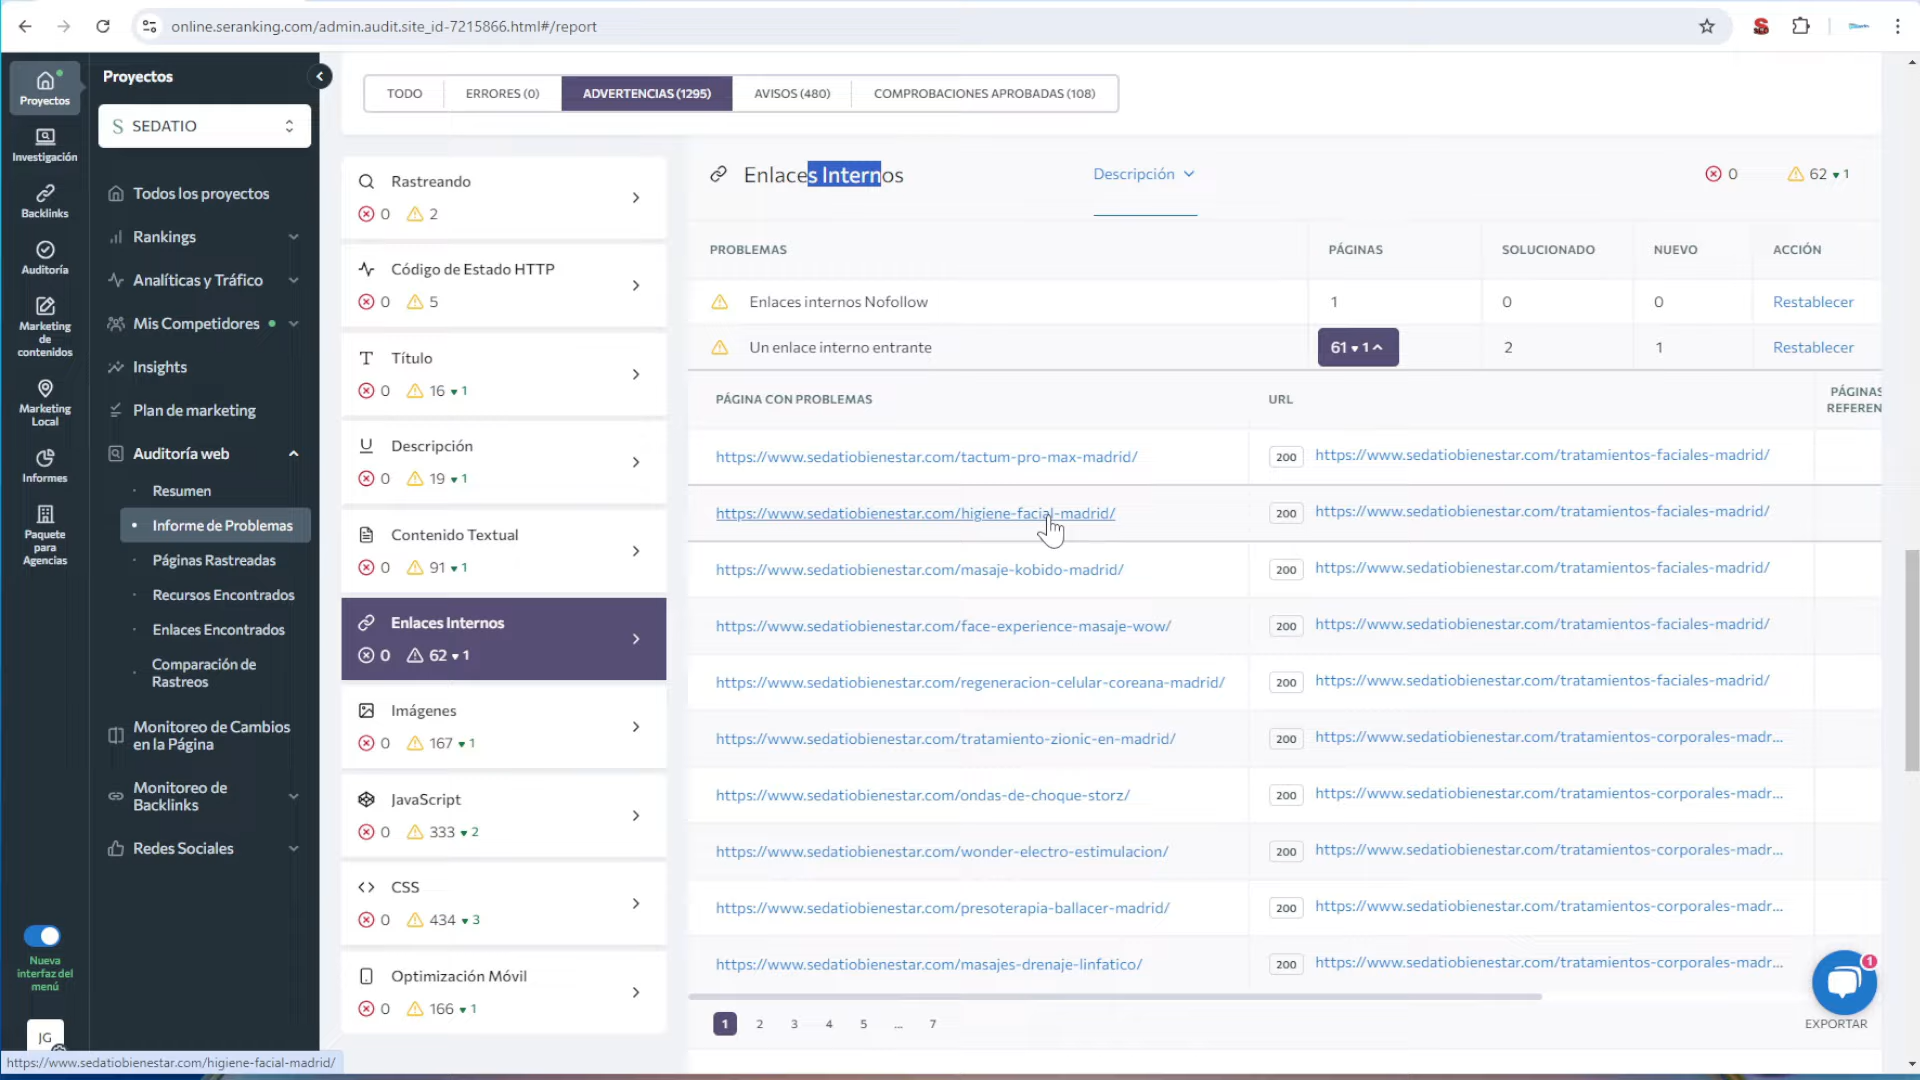 online.seranking.com/admin.audit.site_id-7215866.html#/report
Proyectos
Investigación
Backlinks
Auditoría
Marketing
de
contenidos
Marketing
Local
Informes
Paquete
para
Agencias
Nueva
interfaz del
menú
JG
Proyectos
S SEDATIO
Todos los proyectos
Rankings
Analíticas y Tráfico
Mis Competidores
Insights
Plan de marketing
Auditoría web
Resumen
Informe de Problemas
Páginas Rastreadas
Recursos Encontrados
Enlaces Encontrados
Comparación de
Rastreos
Monitoreo de Cambios
en la Página
Monitoreo de
Backlinks
Redes Sociales
TODO ERRORES (0) ADVERTENCIAS (1295) AVISOS (480) COMPROBACIONES APROBADAS (108)
Rastreando
0 2
Código de Estado HTTP
0 5
Título
0 16 ▾ 1
Descripción
0 19 ▾ 1
Contenido Textual
0 91 ▾ 1
Enlaces Internos
0 62 ▾ 1
Imágenes
0 167 ▾ 1
JavaScript
0 333 ▾ 2
CSS
0 434 ▾ 3
Optimización Móvil
0 166 ▾ 1
Enlaces Internos Descripción 0 62 ▾ 1
PROBLEMAS PÁGINAS SOLUCIONADO NUEVO ACCIÓN
Enlaces internos Nofollow 1 0 0 Restablecer
Un enlace interno entrante 61 ▾ 1 2 1 Restablecer
PÁGINA CON PROBLEMAS URL PÁGINAS
REFEREN
https://www.sedatiobienestar.com/tactum-pro-max-madrid/ 200 https://www.sedatiobienestar.com/tratamientos-faciales-madrid/
https://www.sedatiobienestar.com/higiene-facial-madrid/ 200 https://www.sedatiobienestar.com/tratamientos-faciales-madrid/
https://www.sedatiobienestar.com/masaje-kobido-madrid/ 200 https://www.sedatiobienestar.com/tratamientos-faciales-madrid/
https://www.sedatiobienestar.com/face-experience-masaje-wow/ 200 https://www.sedatiobienestar.com/tratamientos-faciales-madrid/
https://www.sedatiobienestar.com/regeneracion-celular-coreana-madrid/ 200 https://www.sedatiobienestar.com/tratamientos-faciales-madrid/
https://www.sedatiobienestar.com/tratamiento-zionic-en-madrid/ 200 https://www.sedatiobienestar.com/tratamientos-corporales-madr...
https://www.sedatiobienestar.com/ondas-de-choque-storz/ 200 https://www.sedatiobienestar.com/tratamientos-corporales-madr...
https://www.sedatiobienestar.com/wonder-electro-estimulacion/ 200 https://www.sedatiobienestar.com/tratamientos-corporales-madr...
https://www.sedatiobienestar.com/presoterapia-ballacer-madrid/ 200 https://www.sedatiobienestar.com/tratamientos-corporales-madr...
https://www.sedatiobienestar.com/masajes-drenaje-linfatico/ 200 https://www.sedatiobienestar.com/tratamientos-corporales-madr...
1 2 3 4 5 ... 7
1
EXPORTAR
https://www.sedatiobienestar.com/higiene-facial-madrid/